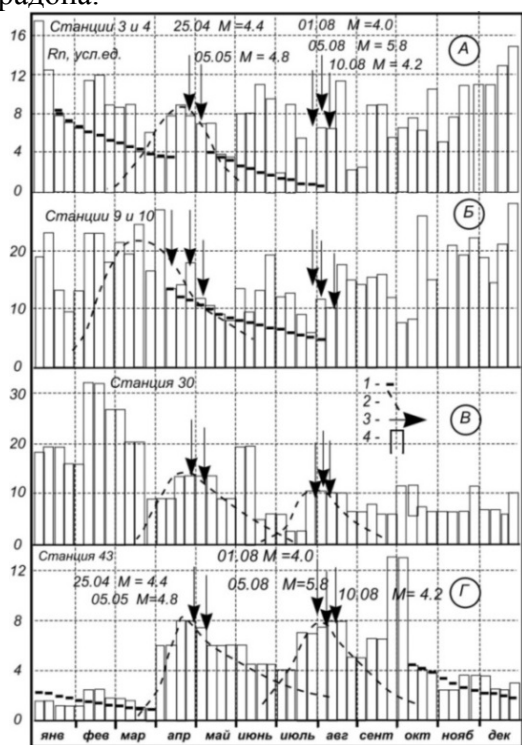 радона.
Станции 3 и 4 25.04 M =4.4 01.08 M =4.0
Rn, усл.ед. 05.05 M = 4.8 05.08 M = 5.8
10.08 M = 4.2
А
16
12
8
4
0
Станции 9 и 10
Б
20
10
0
Станция 30
1 -
2 -
3 -
4 -
В
30
20
10
0
Станция 43 01.08 M =4.0
25.04 M = 4.4 05.08 M=5.8
05.05 M=4.8 10.08 M= 4.2
Г
12
8
4
0
янв фев мар апр май июнь июль авг сент окт нояб дек